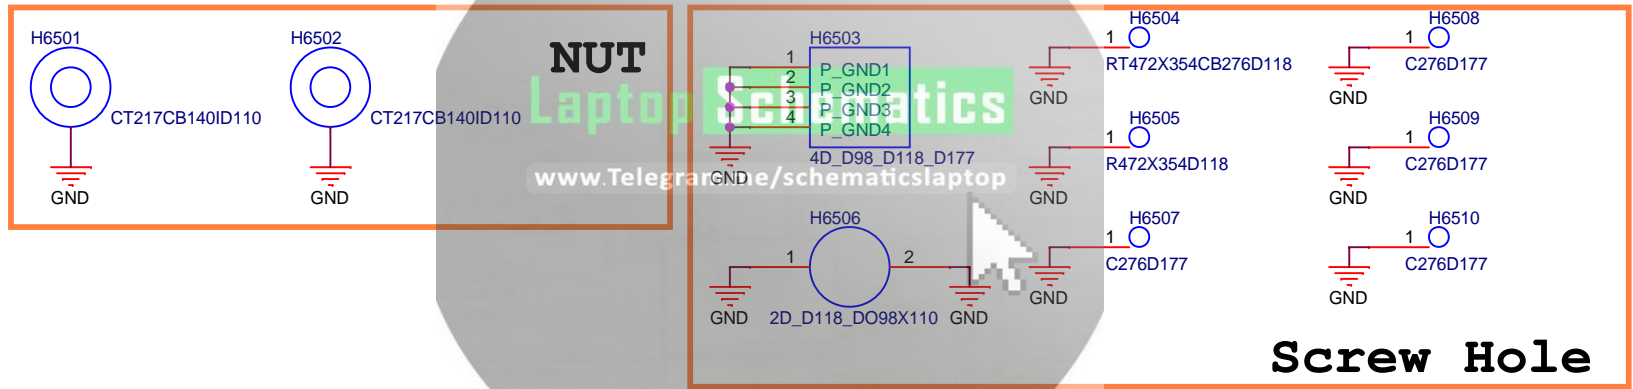 H6501
CT217CB140ID110
GND
H6502
CT217CB140ID110
GND
NUT
Laptop Schematics
www.Telegram.me/schematicslaptop
H6503
1 P_GND1
2 P_GND2
3 P_GND3
4 P_GND4
4D_D98_D118_D177
GND
H6506
1 2
GND 2D_D118_DO98X110 GND
H6504
1
RT472X354CB276D118
GND
H6505
1
R472X354D118
GND
H6507
1
C276D177
GND
H6508
1
C276D177
GND
H6509
1
C276D177
GND
H6510
1
C276D177
GND
Screw Hole